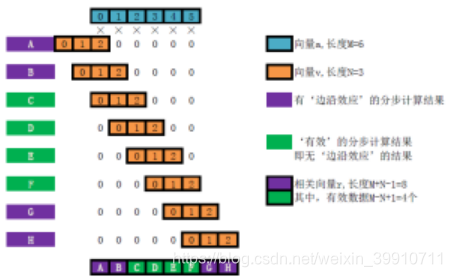 0 1 2 3 4 5
× × × × × ×
A 0 1 2 0 0 0 0 0
B 0 1 2 0 0 0 0
C 0 1 2 0 0 0
D 0 0 1 2 0 0
E 0 0 0 1 2 0
F 0 0 0 0 1 2
G 0 0 0 0 0 1 2
H 0 0 0 0 0 0 1 2
A B C D E F G H
向量a,长度M=6
向量v,长度N=3
有‘边沿效应’的分步计算结果
‘有效’的分步计算结果
即无‘边沿效应’的结果
相关向量r,长度M+N-1=8
其中,有效数据M-N+1=4个
https://blog.csdn.net/weixin_39910711